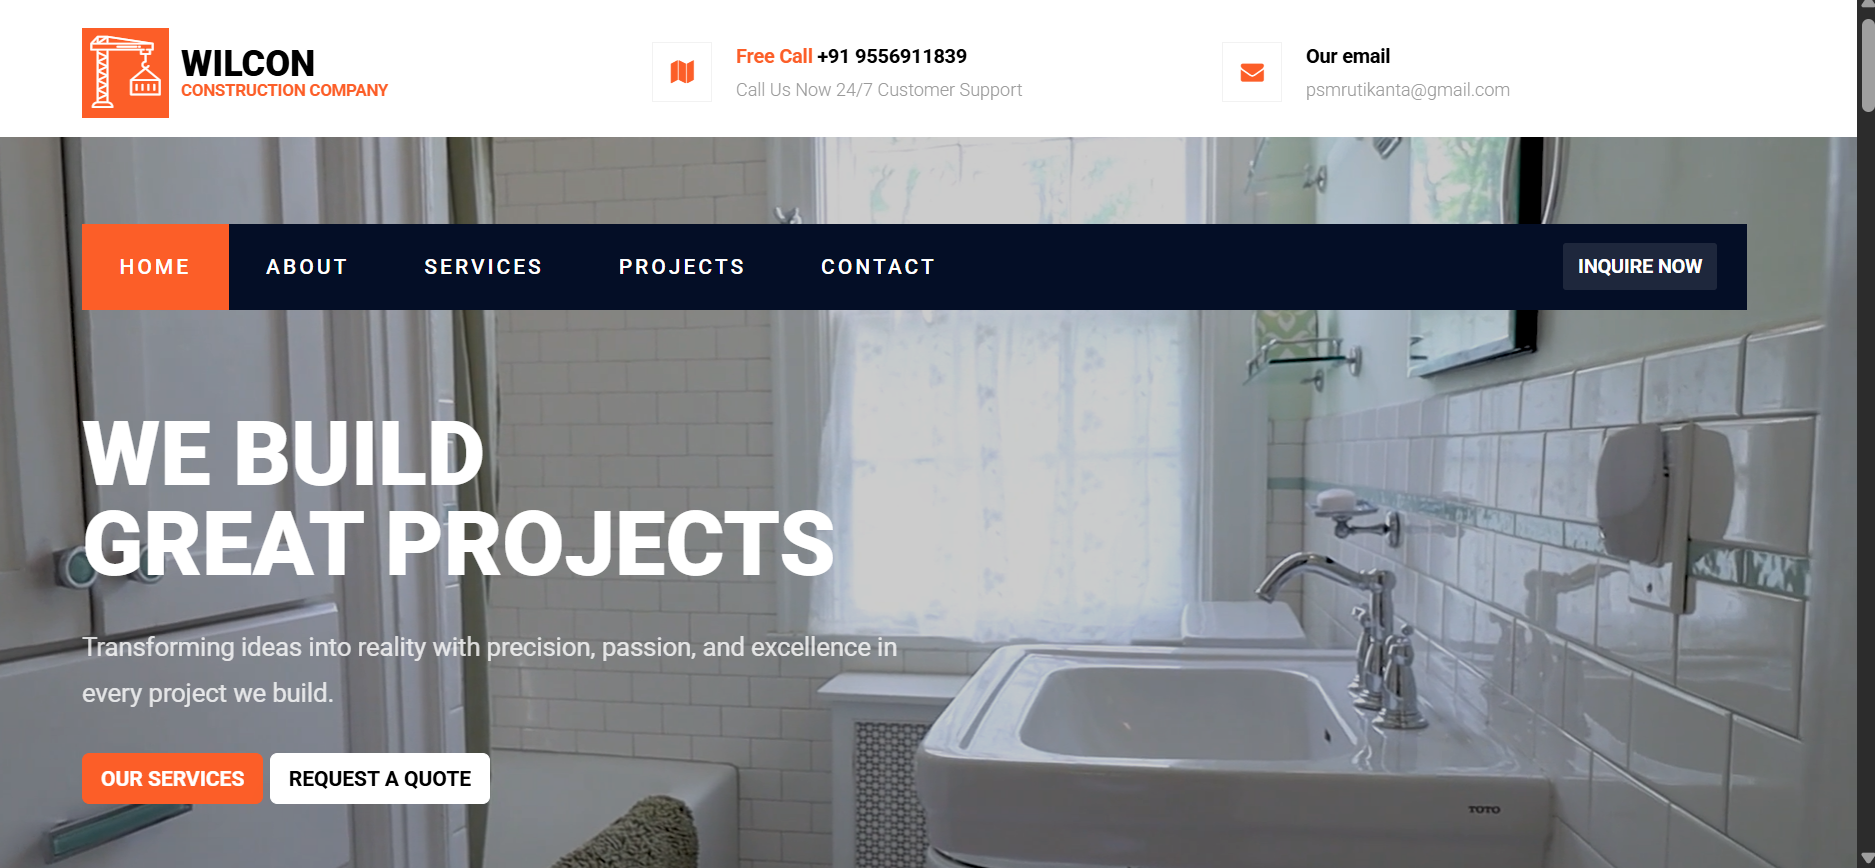 WILCON
CONSTRUCTION COMPANY
Free Call +91 9556911839
Call Us Now 24/7 Customer Support
Our email
psmrutikanta@gmail.com
HOME ABOUT SERVICES PROJECTS CONTACT INQUIRE NOW
WE BUILD
GREAT PROJECTS
Transforming ideas into reality with precision, passion, and excellence in
every project we build.
OUR SERVICES REQUEST A QUOTE
TOTO